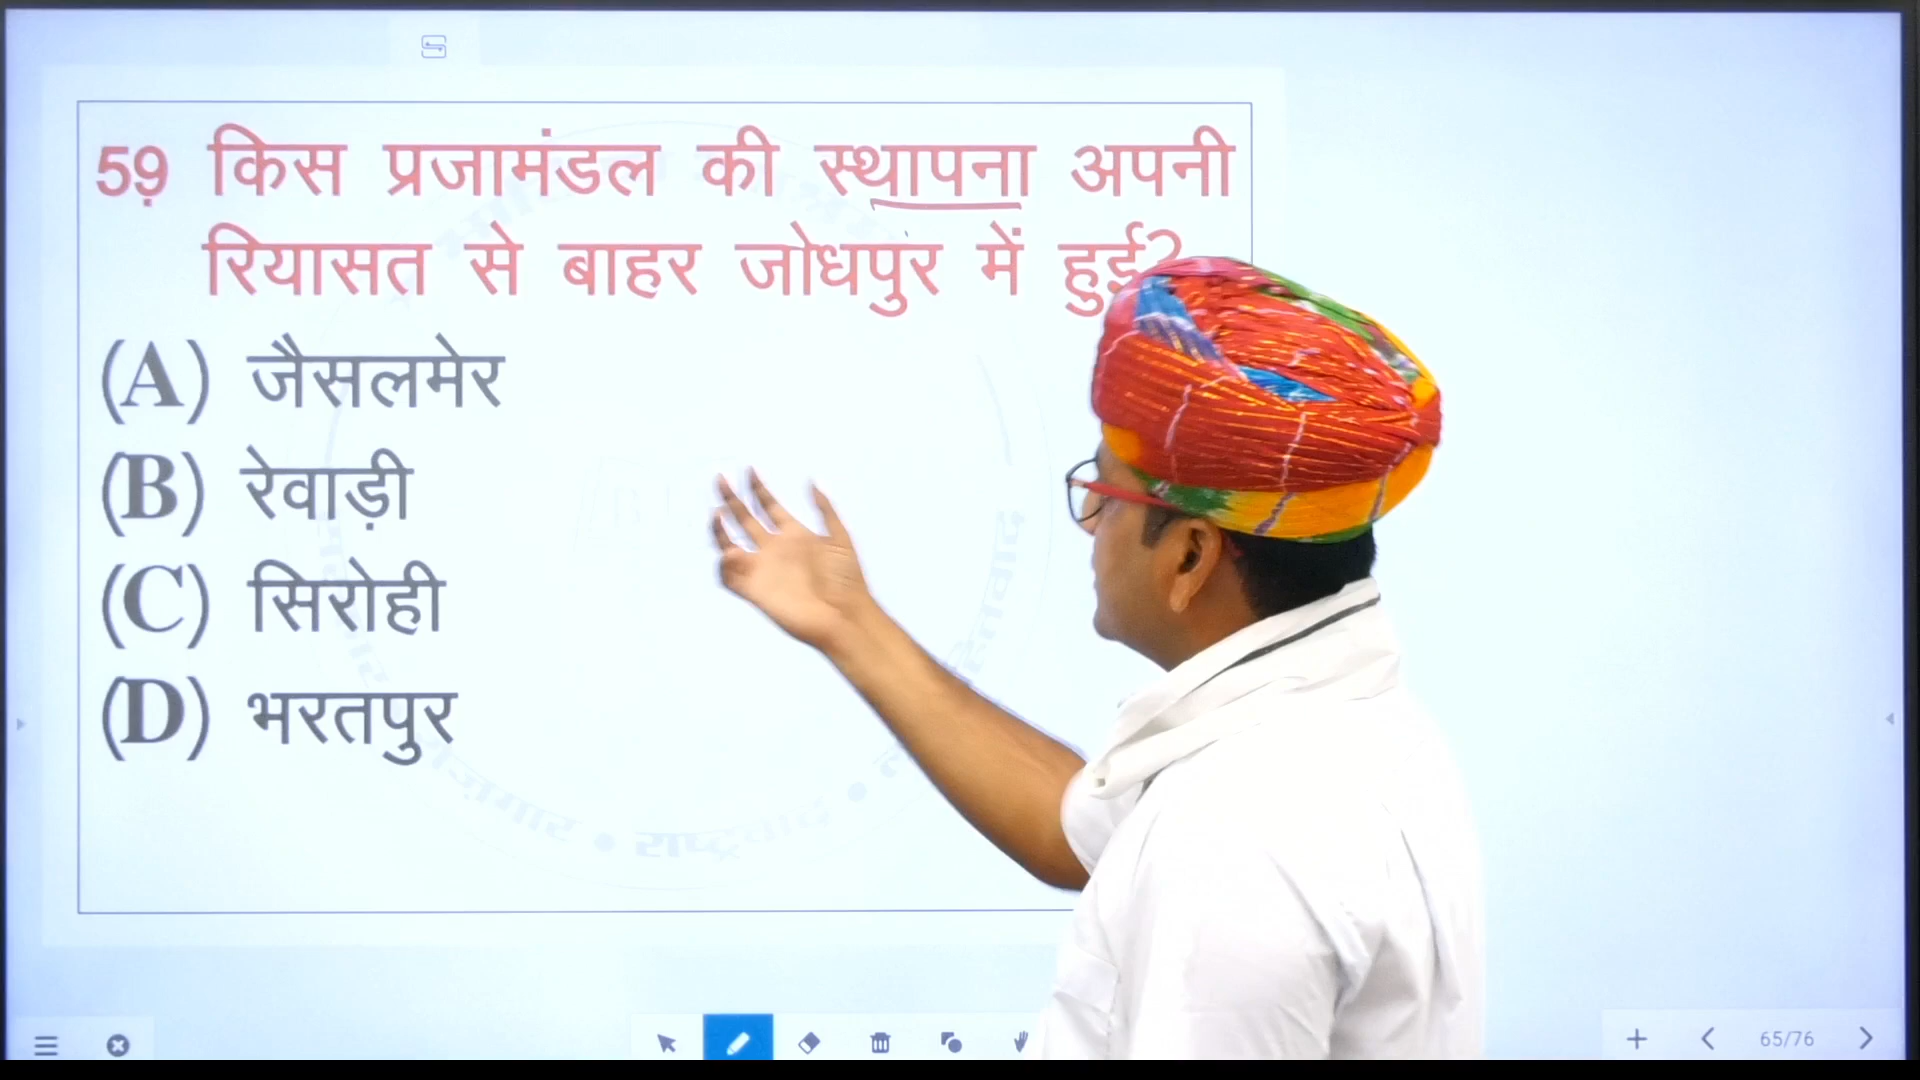 59. किस प्रजामंडल की स्थापना अपनी
रियासत से बाहर जोधपुर में हुई?
(A) जैसलमेर
(B) रेवाड़ी
(C) सिरोही
(D) भरतपुर
65/76